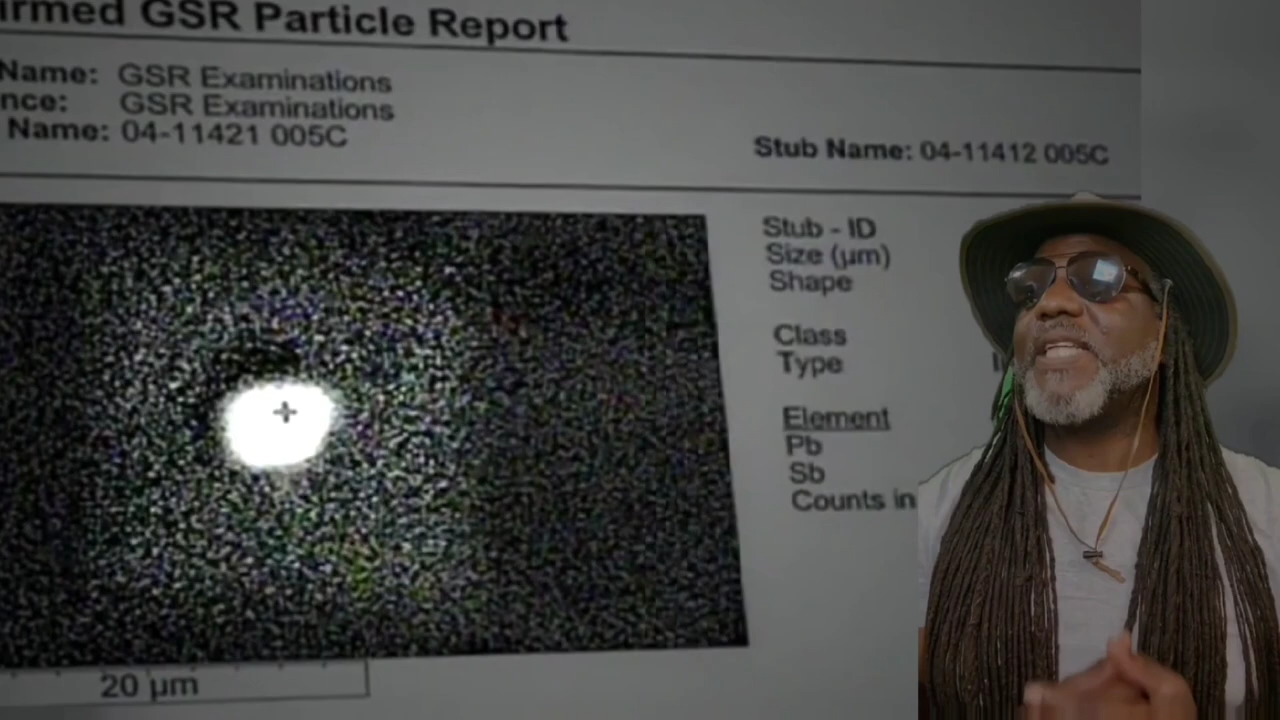 irmed GSR Particle Report
Name: GSR Examinations
nce: GSR Examinations
Name: 04-11421 005C
Stub Name: 04-11412 005C
Stub - ID
Size (µm)
Shape
Class
Type
Element
Pb
Sb
Counts in
20 µm